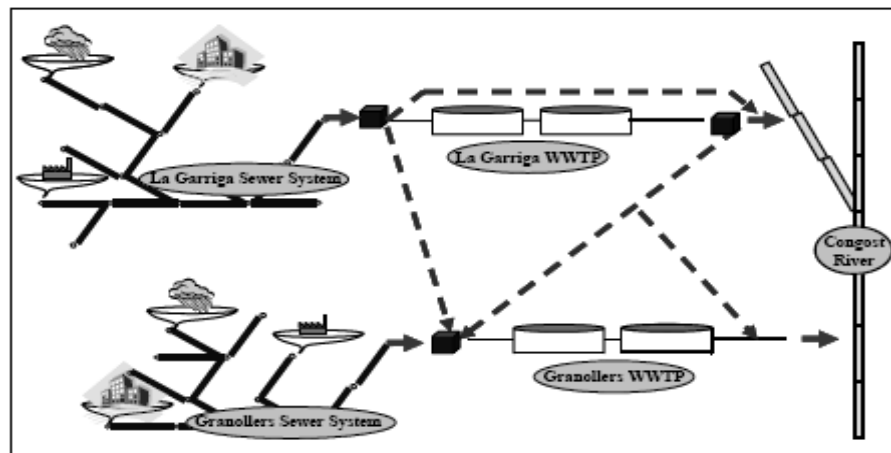 La Garriga WWTP
La Garriga Sewer System
Congost
River
Granollers WWTP
Granollers Sewer System